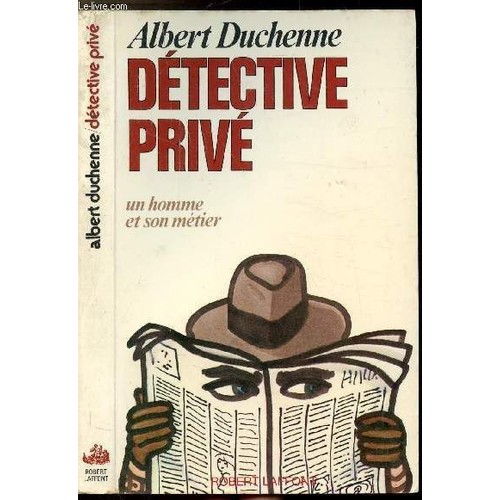 Le-livre.com
albert duchenne/détective privé
ROBERT
LAFFONT
Albert Duchenne
DÉTECTIVE
PRIVÉ
un homme
et son métier
ROBERT LAFFONT